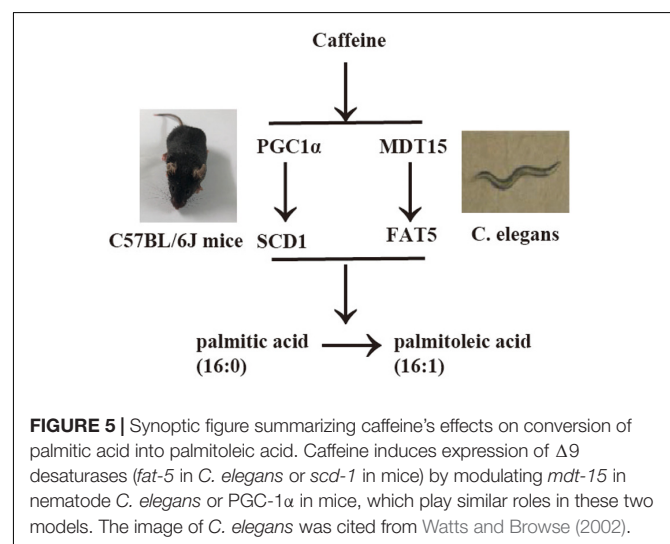 Caffeine
PGC1α MDT15
C57BL/6J mice SCD1 FAT5 C. elegans
palmitic acid palmitoleic acid
(16:0) (16:1)
FIGURE 5 | Synoptic figure summarizing caffeine's effects on conversion of
palmitic acid into palmitoleic acid. Caffeine induces expression of Δ9
desaturases (fat-5 in C. elegans or scd-1 in mice) by modulating mdt-15 in
nematode C. elegans or PGC-1α in mice, which play similar roles in these two
models. The image of C. elegans was cited from Watts and Browse (2002).